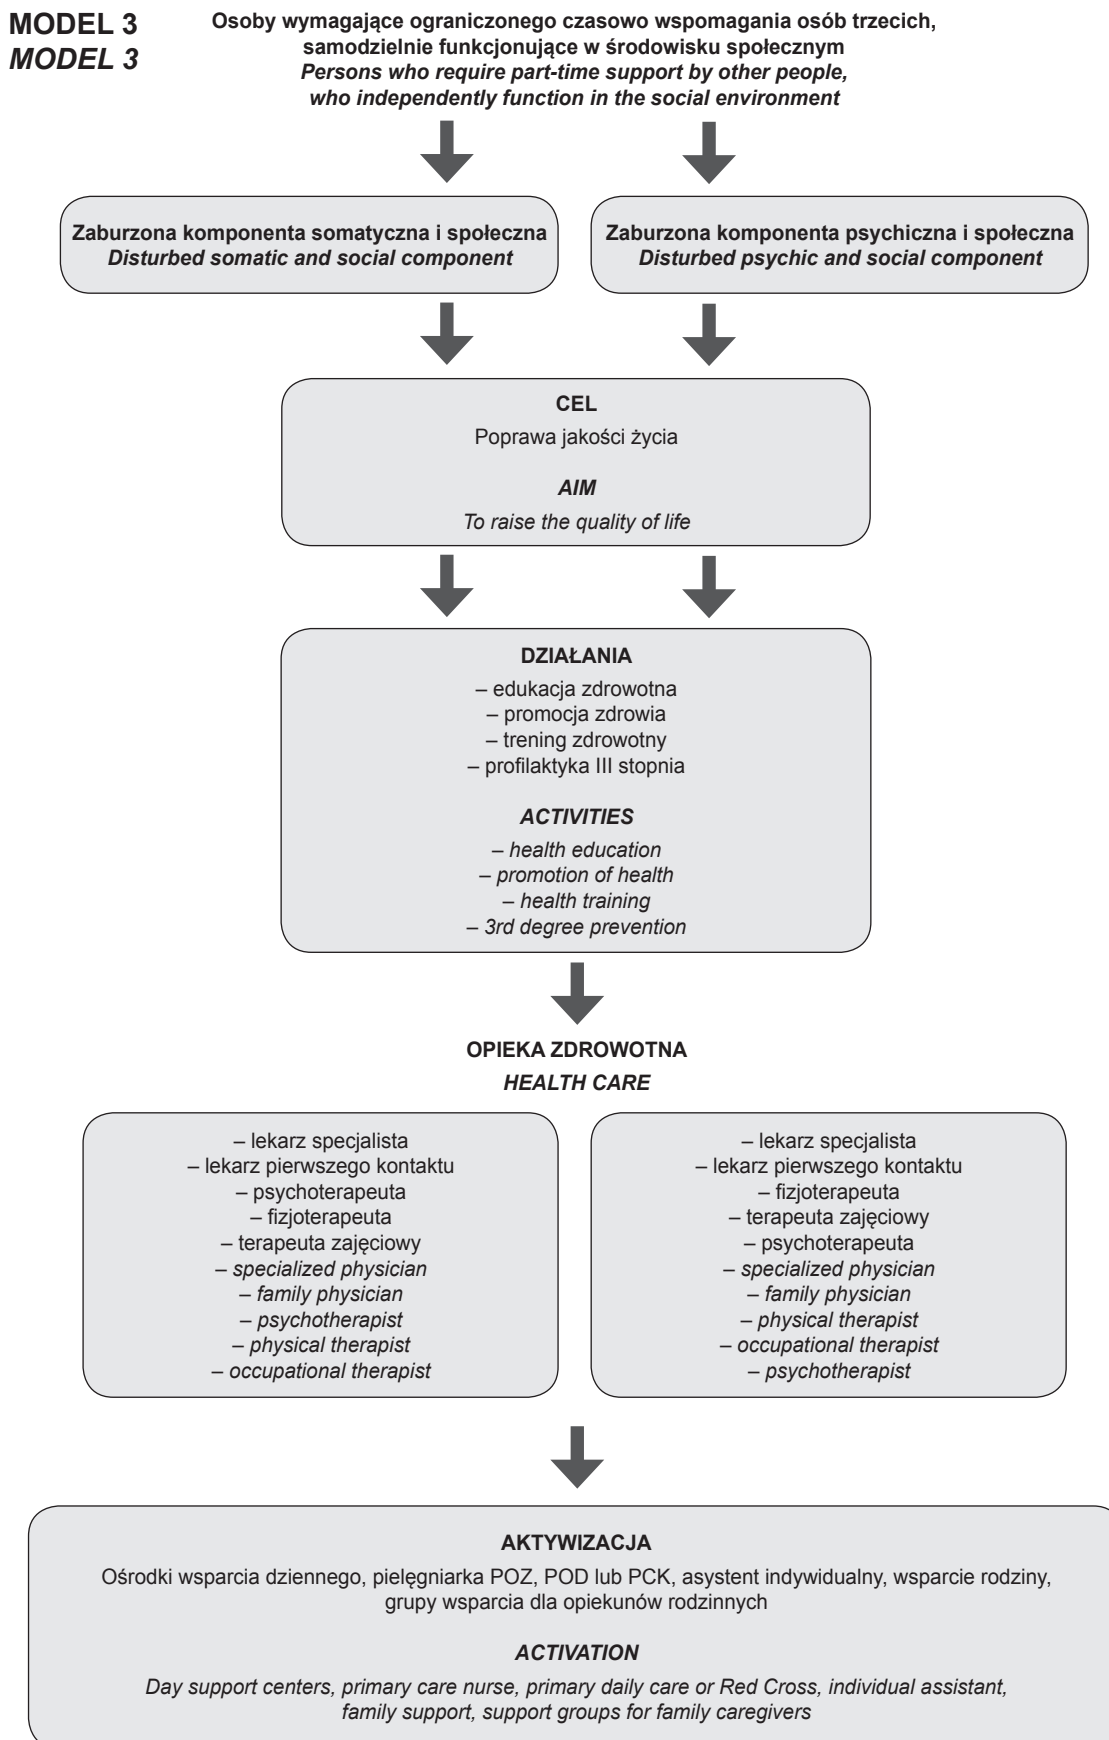 MODEL 3
MODEL 3
Osoby wymagające ograniczonego czasowo wspomagania osób trzecich,
samodzielnie funkcjonujące w środowisku społecznym
Persons who require part-time support by other people,
who independently function in the social environment
Zaburzona komponenta somatyczna i społeczna
Disturbed somatic and social component
Zaburzona komponenta psychiczna i społeczna
Disturbed psychic and social component
CEL
Poprawa jakości życia
AIM
To raise the quality of life
DZIAŁANIA
– edukacja zdrowotna
– promocja zdrowia
– trening zdrowotny
– profilaktyka III stopnia
ACTIVITIES
– health education
– promotion of health
– health training
– 3rd degree prevention
OPIEKA ZDROWOTNA
HEALTH CARE
– lekarz specjalista
– lekarz pierwszego kontaktu
– psychoterapeuta
– fizjoterapeuta
– terapeuta zajęciowy
– specialized physician
– family physician
– psychotherapist
– physical therapist
– occupational therapist
– lekarz specjalista
– lekarz pierwszego kontaktu
– fizjoterapeuta
– terapeuta zajęciowy
– psychoterapeuta
– specialized physician
– family physician
– physical therapist
– occupational therapist
– psychotherapist
AKTYWIZACJA
Ośrodki wsparcia dziennego, pielęgniarka POZ, POD lub PCK, asystent indywidualny, wsparcie rodziny,
grupy wsparcia dla opiekunów rodzinnych
ACTIVATION
Day support centers, primary care nurse, primary daily care or Red Cross, individual assistant,
family support, support groups for family caregivers